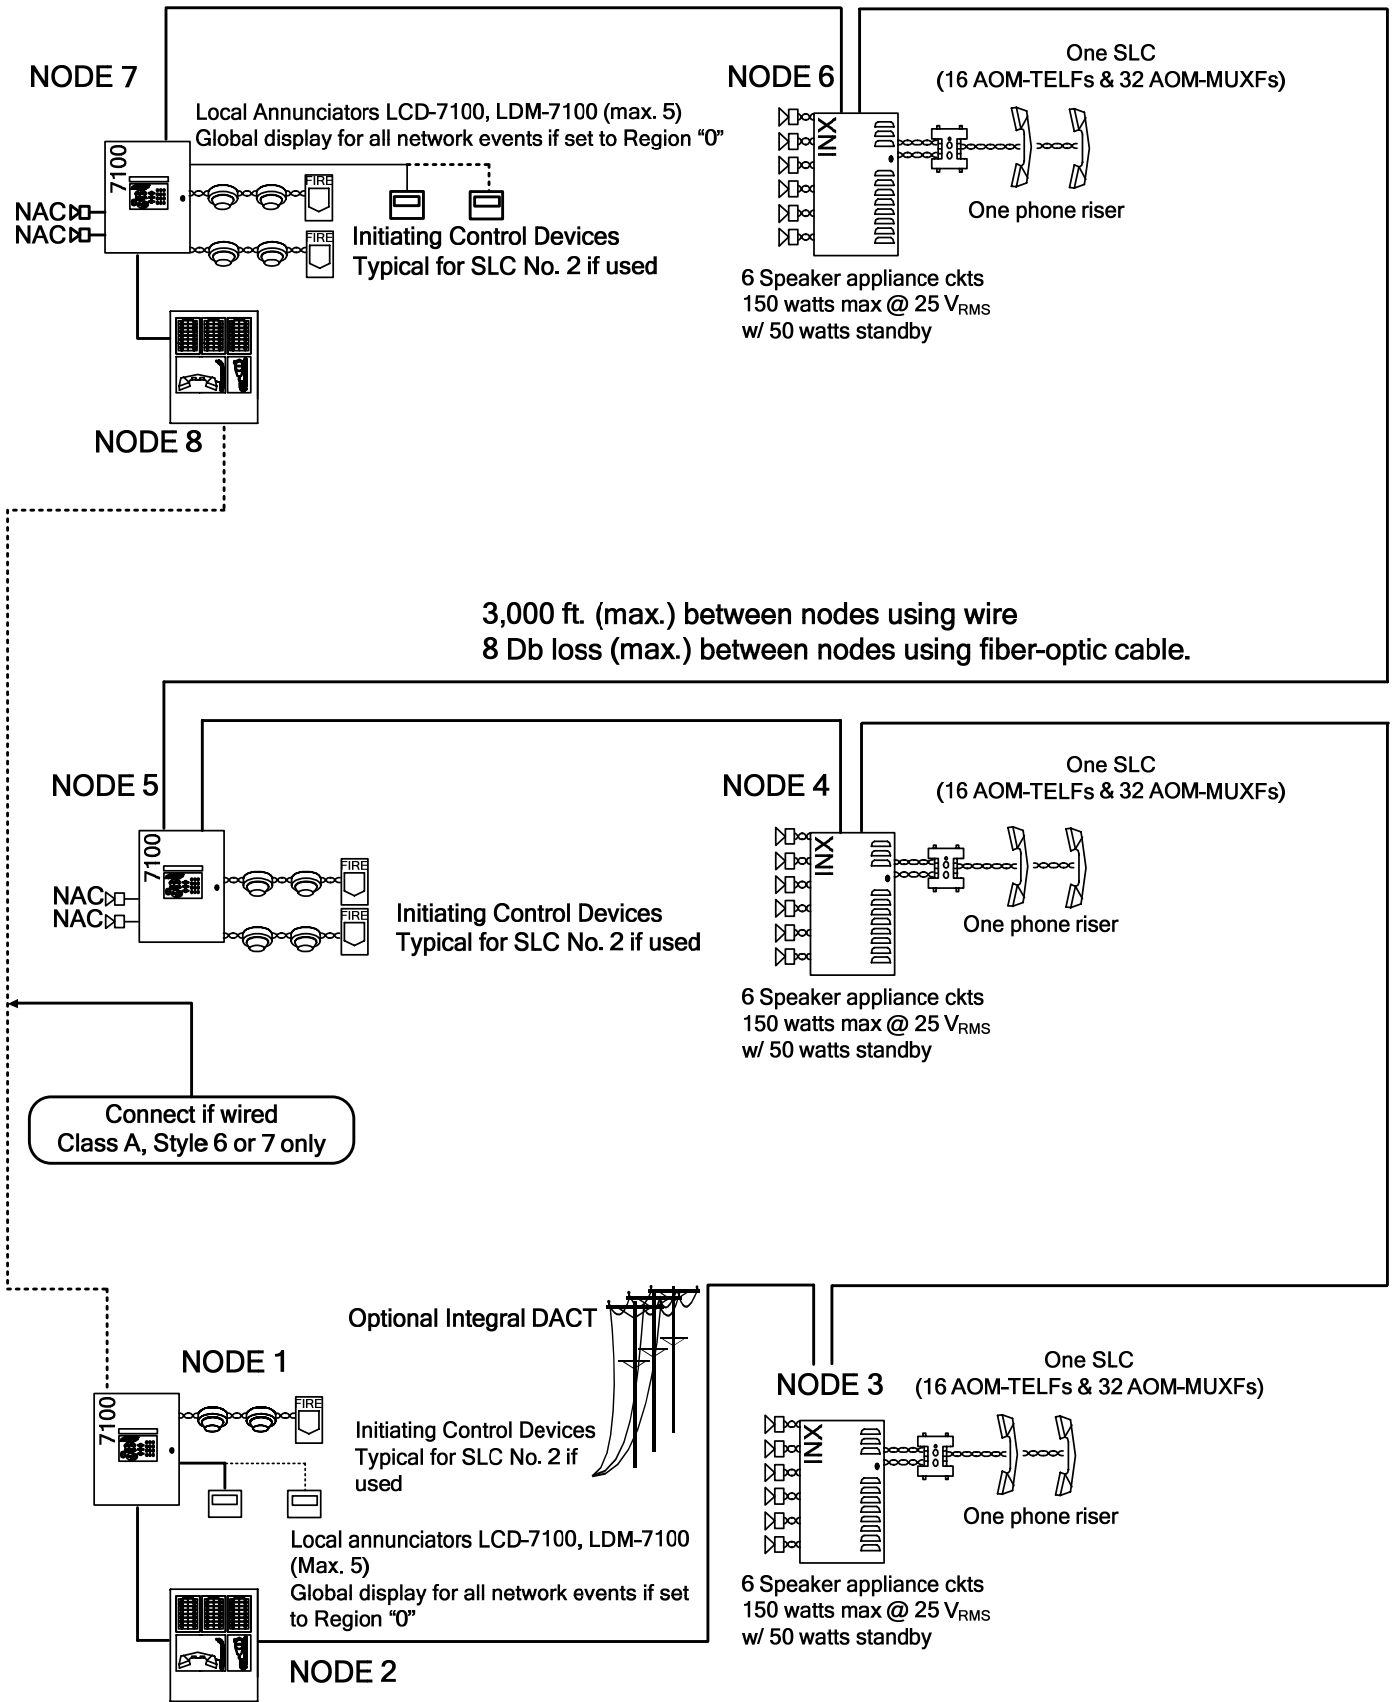 NODE 7
Local Annunciators LCD-7100, LDM-7100 (max. 5)
Global display for all network events if set to Region “0”
7100
FIRE
NAC
NAC
FIRE
Initiating Control Devices
Typical for SLC No. 2 if used
NODE 8
NODE 6
INX
One SLC
(16 AOM-TELFs & 32 AOM-MUXFs)
One phone riser
6 Speaker appliance ckts
150 watts max @ 25 VRMS
w/ 50 watts standby
3,000 ft. (max.) between nodes using wire
8 Db loss (max.) between nodes using fiber-optic cable.
NODE 5
7100
FIRE
NAC
NAC
FIRE
Initiating Control Devices
Typical for SLC No. 2 if used
NODE 4
INX
One SLC
(16 AOM-TELFs & 32 AOM-MUXFs)
One phone riser
6 Speaker appliance ckts
150 watts max @ 25 VRMS
w/ 50 watts standby
Connect if wired
Class A, Style 6 or 7 only
Optional Integral DACT
NODE 1
7100
FIRE
Initiating Control Devices
Typical for SLC No. 2 if
used
Local annunciators LCD-7100, LDM-7100
(Max. 5)
Global display for all network events if set
to Region “0”
NODE 2
NODE 3
INX
One SLC
(16 AOM-TELFs & 32 AOM-MUXFs)
One phone riser
6 Speaker appliance ckts
150 watts max @ 25 VRMS
w/ 50 watts standby